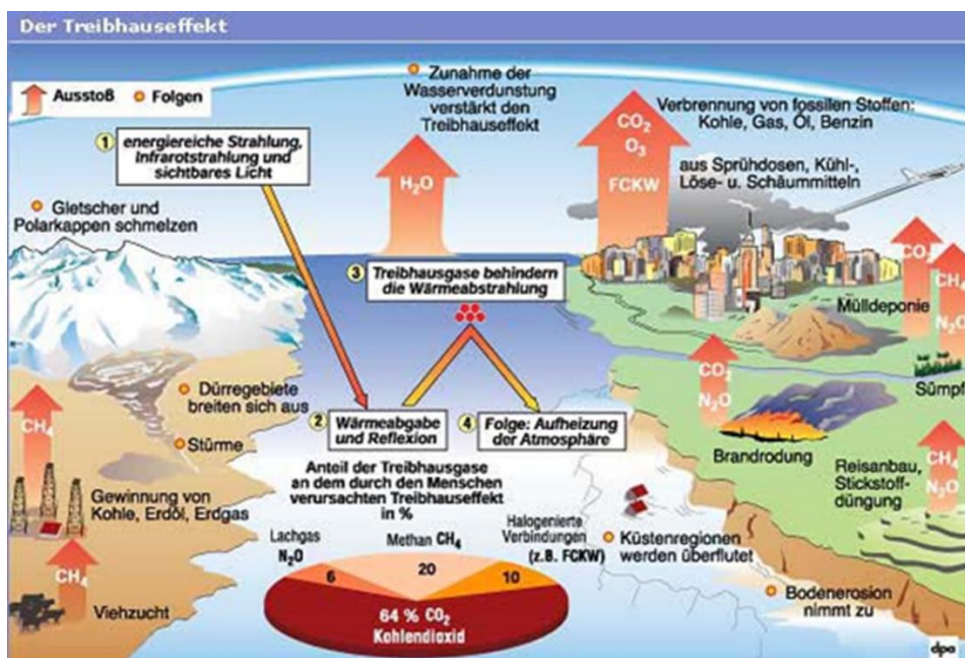 Der Treibhauseffekt
Ausstoß
Folgen
Zunahme der
Wasserverdunstung
verstärkt den
Treibhauseffekt
H₂O
CO₂
O₃
FCKW
Verbrennung von fossilen Stoffen:
Kohle, Gas, Öl, Benzin
aus Sprühdosen, Kühl-,
Löse- u. Schäummitteln
1
energiereiche Strahlung,
Infrarotstrahlung und
sichtbares Licht
Gletscher und
Polarkappen schmelzen
3
Treibhausgase behindern
die Wärmeabstrahlung
CO₂
CH₄
N₂O
Mülldeponie
Sümpf
CO₂
N₂O
Brandrodung
Dürregebiete
breiten sich aus
Stürme
CH₄
2
Wärmeabgabe
und Reflexion
4
Folge: Aufheizung
der Atmosphäre
Gewinnung von
Kohle, Erdöl, Erdgas
CH₄
Viehzucht
Reisanbau,
Stickstoff-
düngung
CH₄
N₂O
Anteil der Treibhausgase
an dem durch den Menschen
verursachten Treibhauseffekt
in %
Lachgas
N₂O
Methan CH₄
Halogenierte
Verbindungen
(z.B. FCKW)
6
20
10
64 % CO₂
Kohlendioxid
Küstenregionen
werden überflutet
Bodenerosion
nimmt zu
dpa